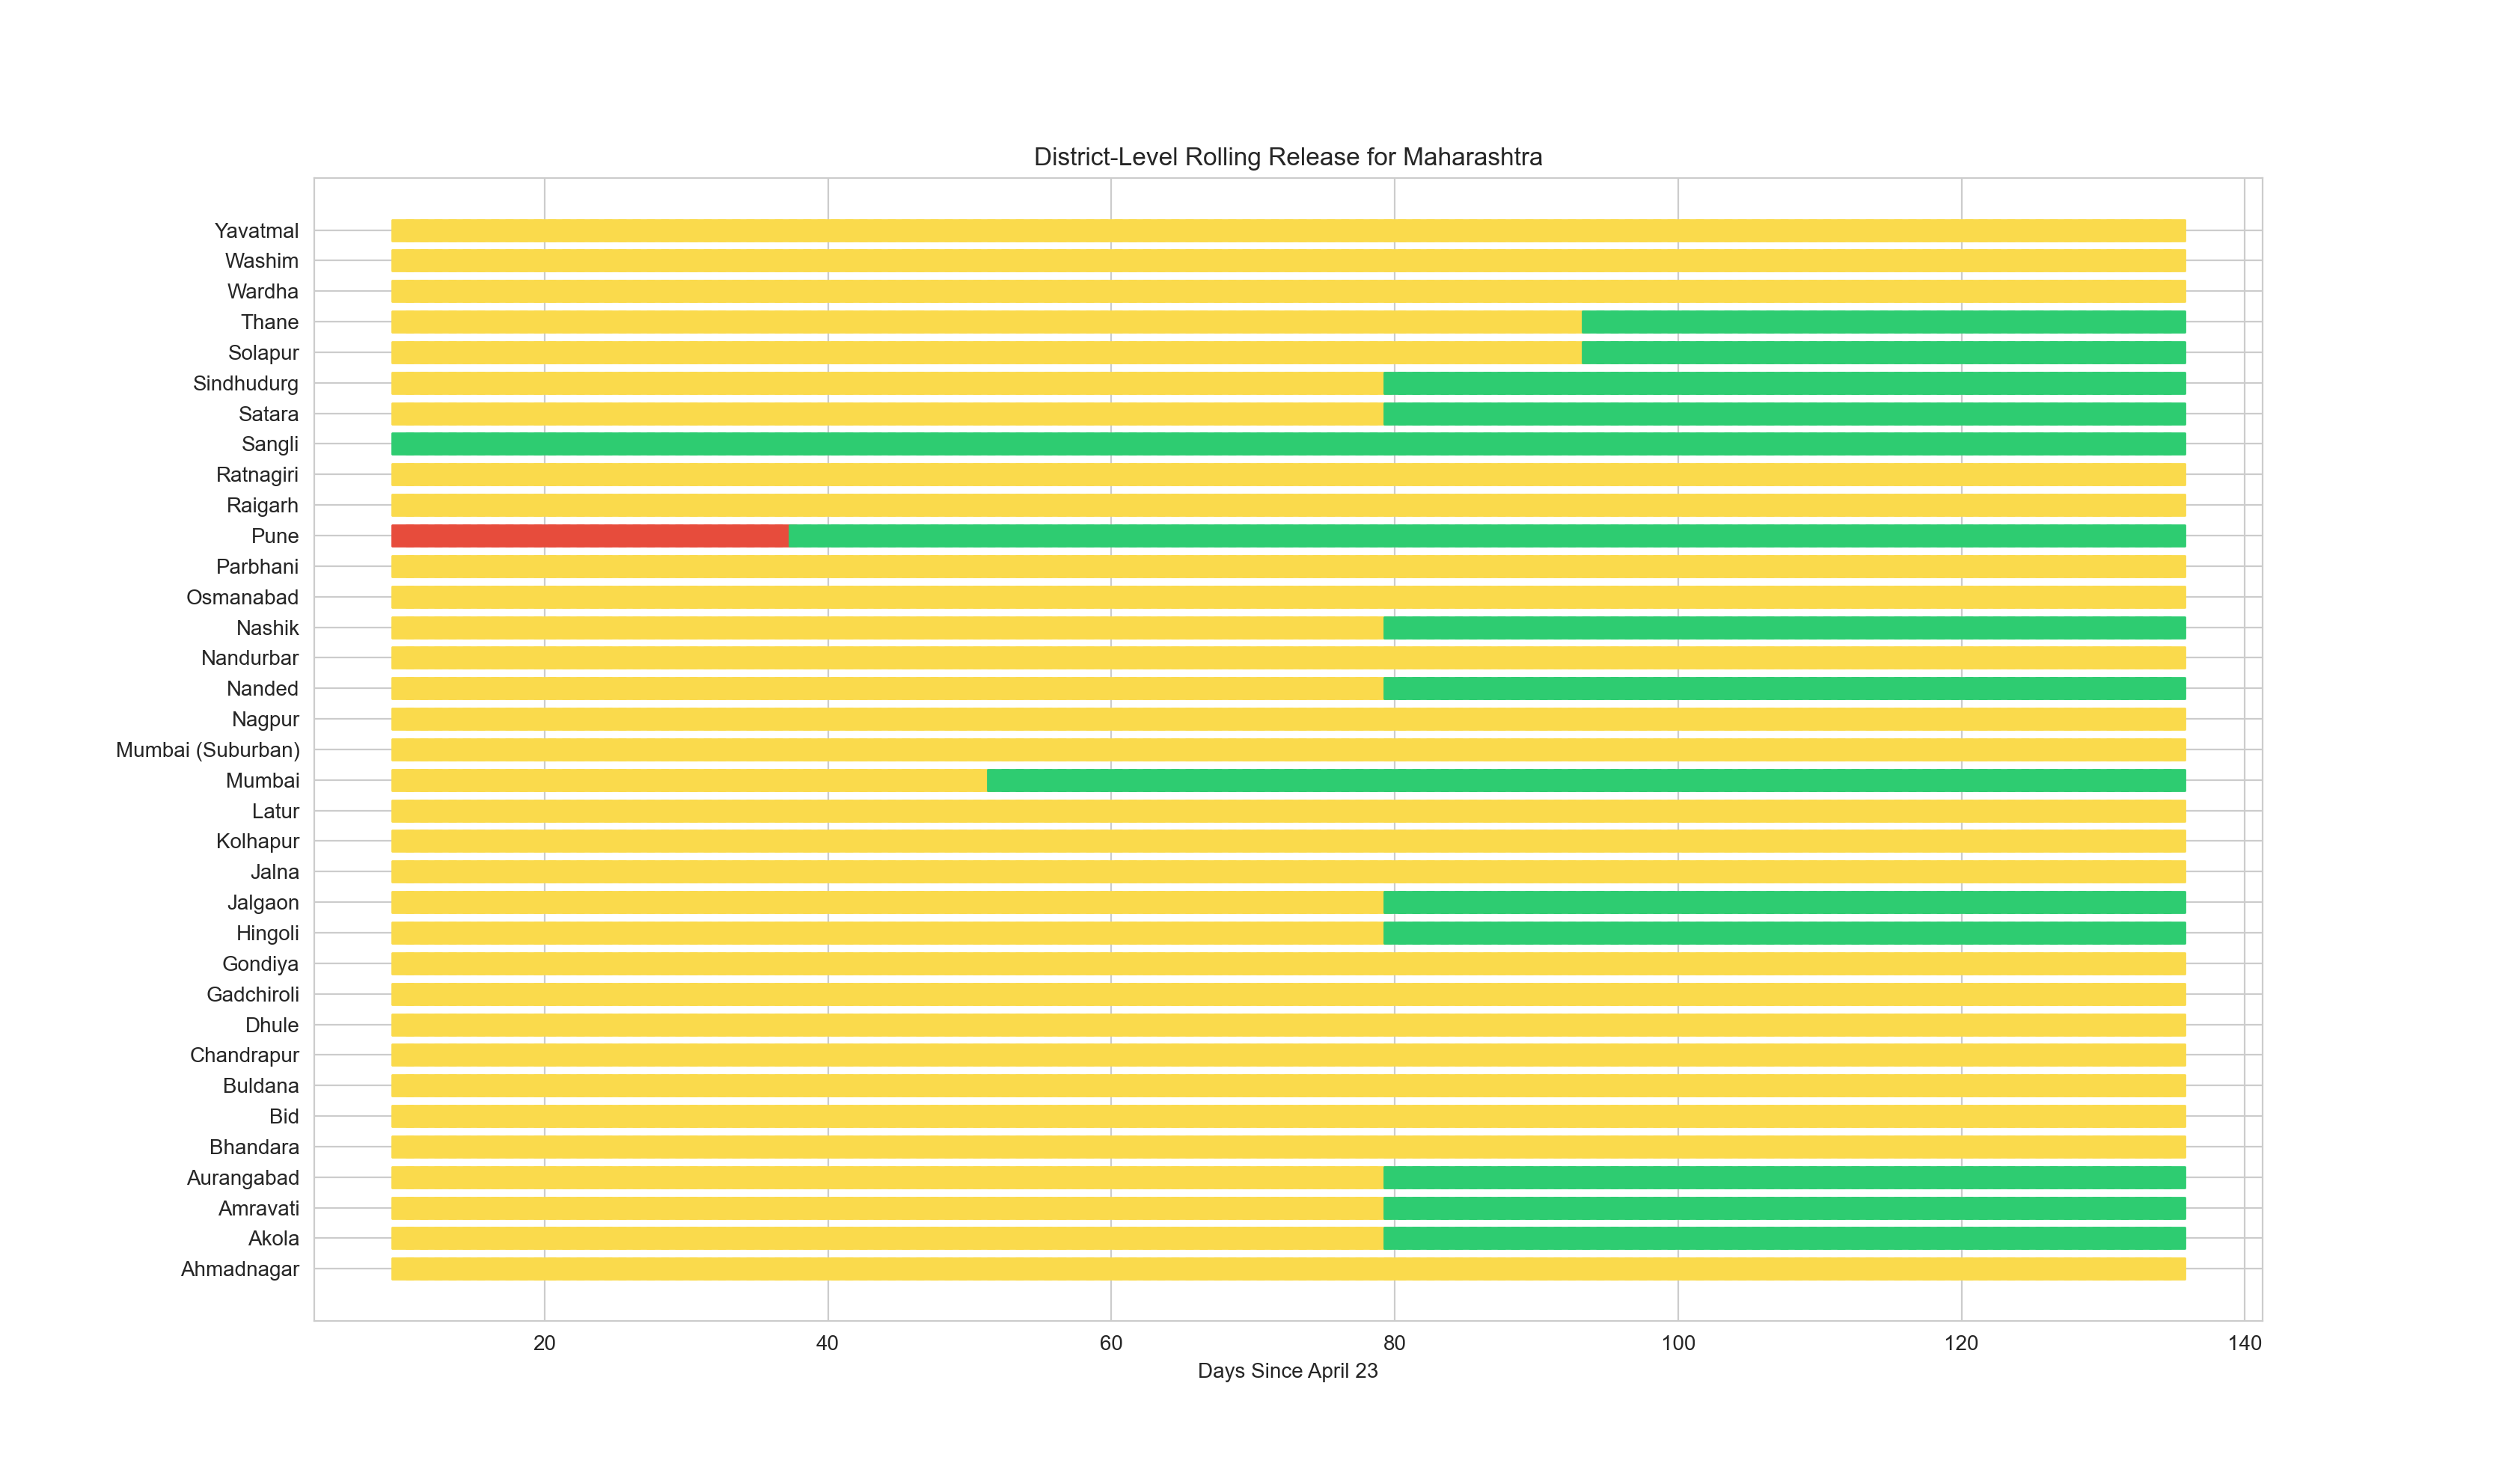 District-Level Rolling Release for Maharashtra
Yavatmal
Washim
Wardha
Thane
Solapur
Sindhudurg
Satara
Sangli
Ratnagiri
Raigarh
Pune
Parbhani
Osmanabad
Nashik
Nandurbar
Nanded
Nagpur
Mumbai (Suburban)
Mumbai
Latur
Kolhapur
Jalna
Jalgaon
Hingoli
Gondiya
Gadchiroli
Dhule
Chandrapur
Buldana
Bid
Bhandara
Aurangabad
Amravati
Akola
Ahmadnagar
20 40 60 80 100 120 140
Days Since April 23